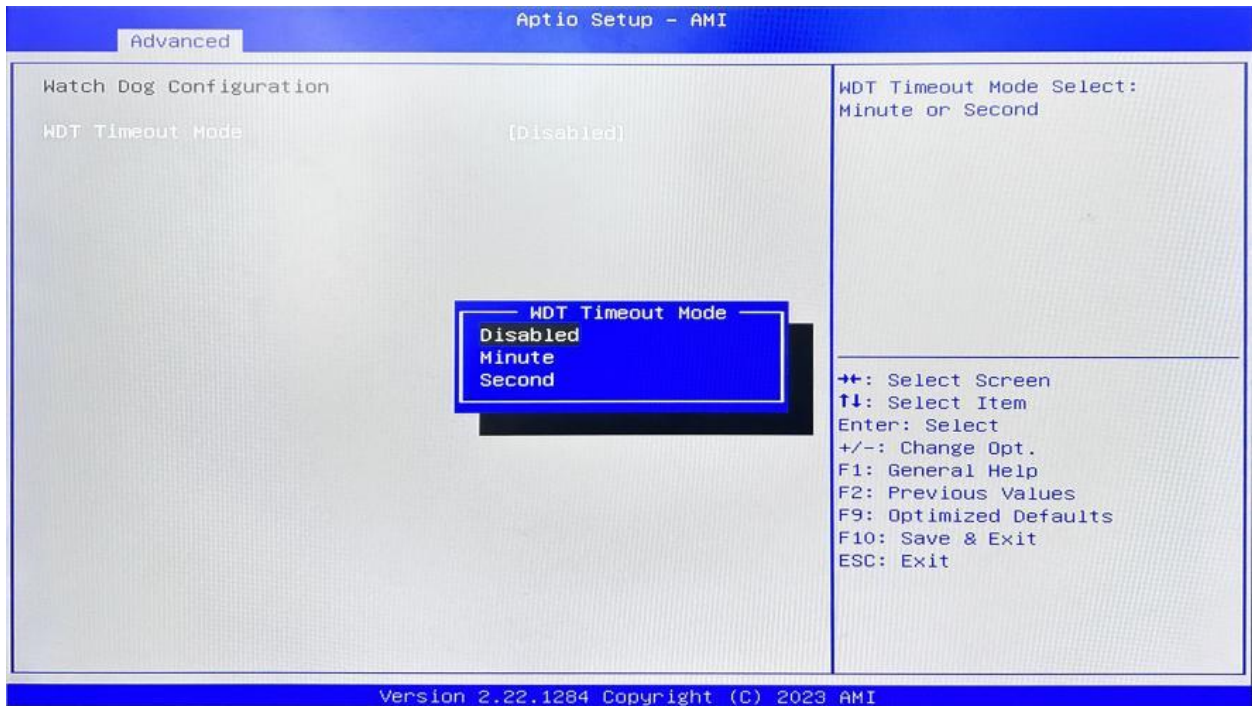 Aptio Setup – AMI
Advanced
Watch Dog Configuration
WDT Timeout Mode [Disabled]
WDT Timeout Mode
Disabled
Minute
Second
WDT Timeout Mode Select:
Minute or Second
→←: Select Screen
↑↓: Select Item
Enter: Select
+/-: Change Opt.
F1: General Help
F2: Previous Values
F9: Optimized Defaults
F10: Save & Exit
ESC: Exit
Version 2.22.1284 Copyright (C) 2023 AMI